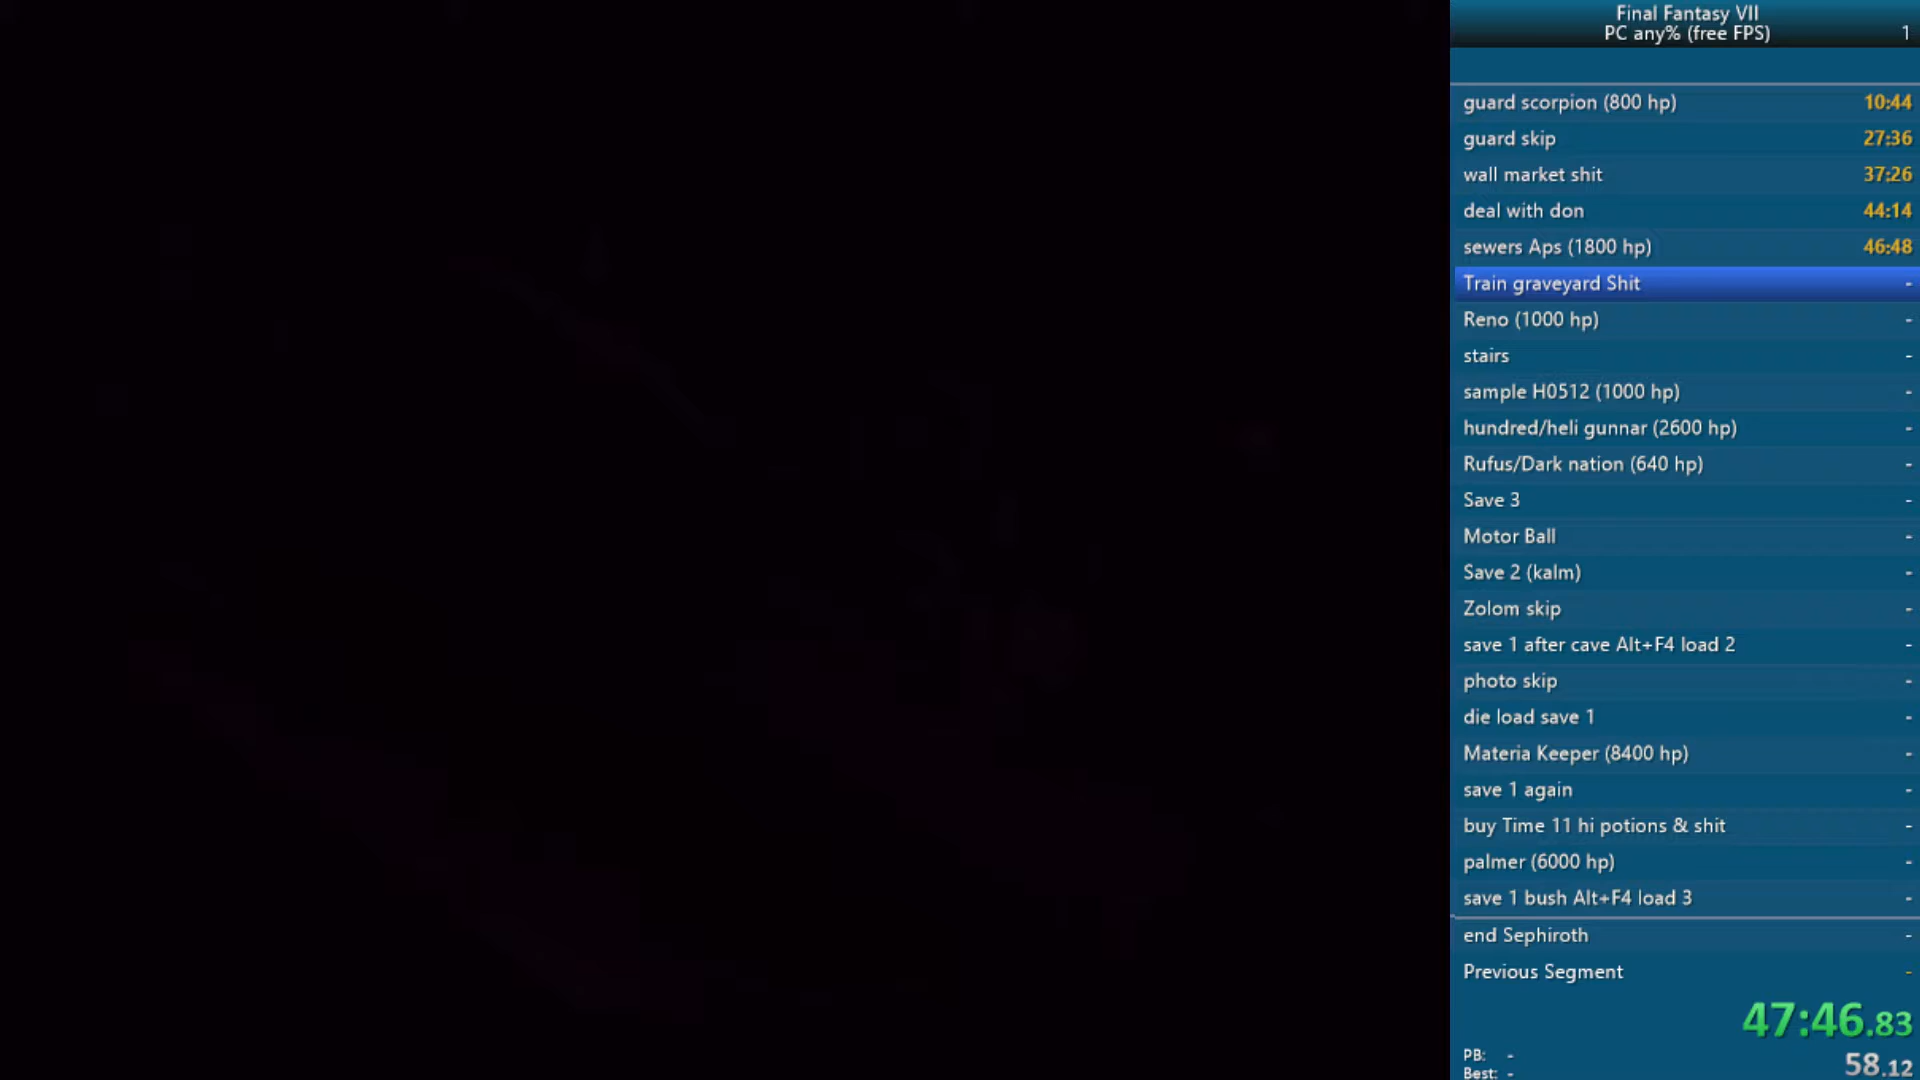 Final Fantasy VII
PC any% (free FPS) 1
guard scorpion (800 hp) 10:44
guard skip 27:36
wall market shit 37:26
deal with don 44:14
sewers Aps (1800 hp) 46:48
Train graveyard Shit -
Reno (1000 hp) -
stairs -
sample H0512 (1000 hp) -
hundred/heli gunnar (2600 hp) -
Rufus/Dark nation (640 hp) -
Save 3 -
Motor Ball -
Save 2 (kalm) -
Zolom skip -
save 1 after cave Alt+F4 load 2 -
photo skip -
die load save 1 -
Materia Keeper (8400 hp) -
save 1 again -
buy Time 11 hi potions & shit -
palmer (6000 hp) -
save 1 bush Alt+F4 load 3 -
end Sephiroth -
Previous Segment -
47:46.83
PB: -
Best: -
58.12